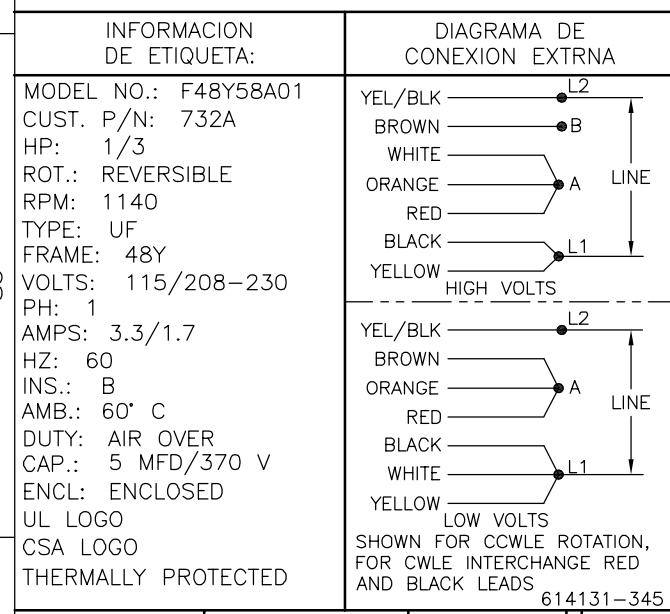 INFORMACION
DE ETIQUETA:
MODEL NO.: F48Y58A01
CUST. P/N: 732A
HP: 1/3
ROT.: REVERSIBLE
RPM: 1140
TYPE: UF
FRAME: 48Y
VOLTS: 115/208-230
PH: 1
AMPS: 3.3/1.7
HZ: 60
INS.: B
AMB.: 60° C
DUTY: AIR OVER
CAP.: 5 MFD/370 V
ENCL: ENCLOSED
UL LOGO
CSA LOGO
THERMALLY PROTECTED
DIAGRAMA DE
CONEXION EXTRNA
YEL/BLK L2
BROWN B
WHITE
ORANGE A LINE
RED
BLACK L1
YELLOW
HIGH VOLTS
YEL/BLK L2
BROWN
ORANGE A LINE
RED
BLACK
WHITE L1
YELLOW
LOW VOLTS
SHOWN FOR CCWLE ROTATION,
FOR CWLE INTERCHANGE RED
AND BLACK LEADS
614131-345